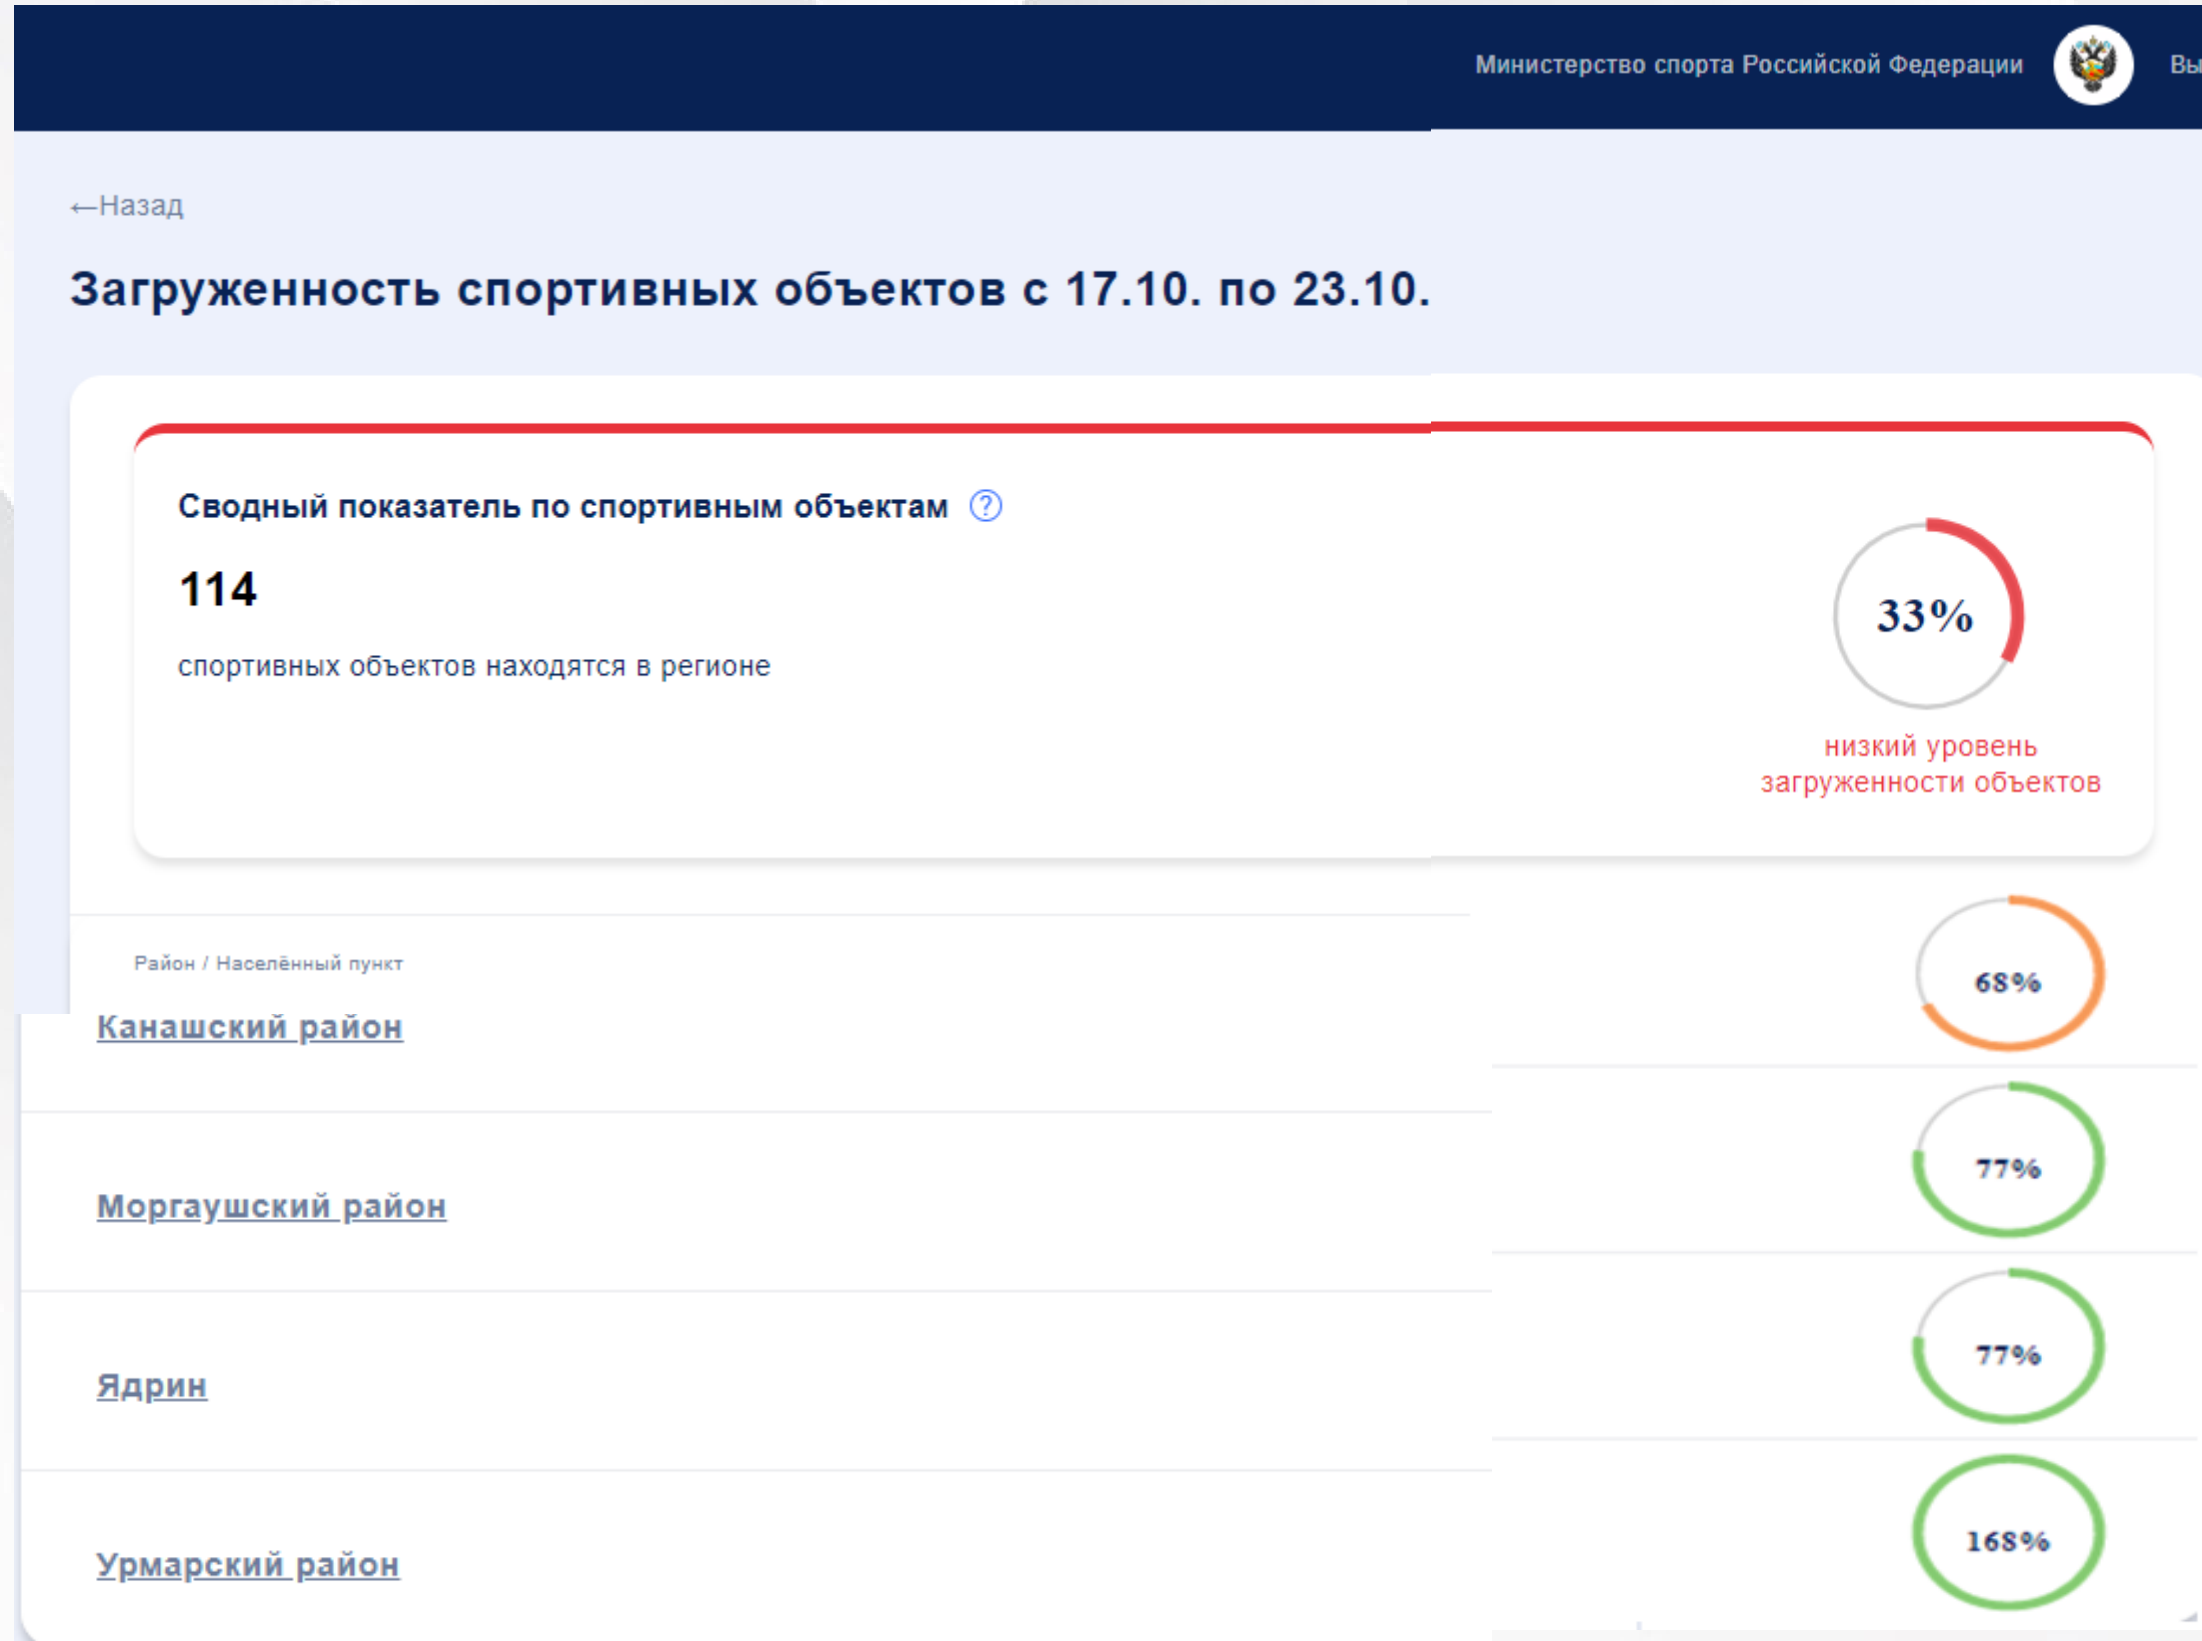 Министерство спорта Российской Федерации
Вы
←Назад
Загруженность спортивных объектов с 17.10. по 23.10.
Сводный показатель по спортивным объектам ?
114
спортивных объектов находятся в регионе
33%
низкий уровень
загруженности объектов
Район / Населённый пункт
Канашский район
68%
Моргаушский район
77%
Ядрин
77%
Урмарский район
168%